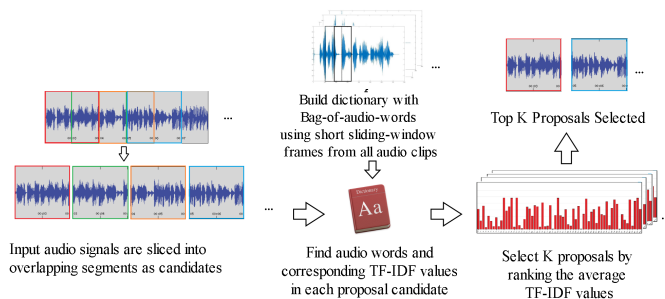 Input audio signals are sliced into
overlapping segments as candidates
Build dictionary with
Bag-of-audio-words
using short sliding-window
frames from all audio clips
Dictionary
Aa
Find audio words and
corresponding TF-IDF values
in each proposal candidate
Top K Proposals Selected
Select K proposals by
ranking the average
TF-IDF values